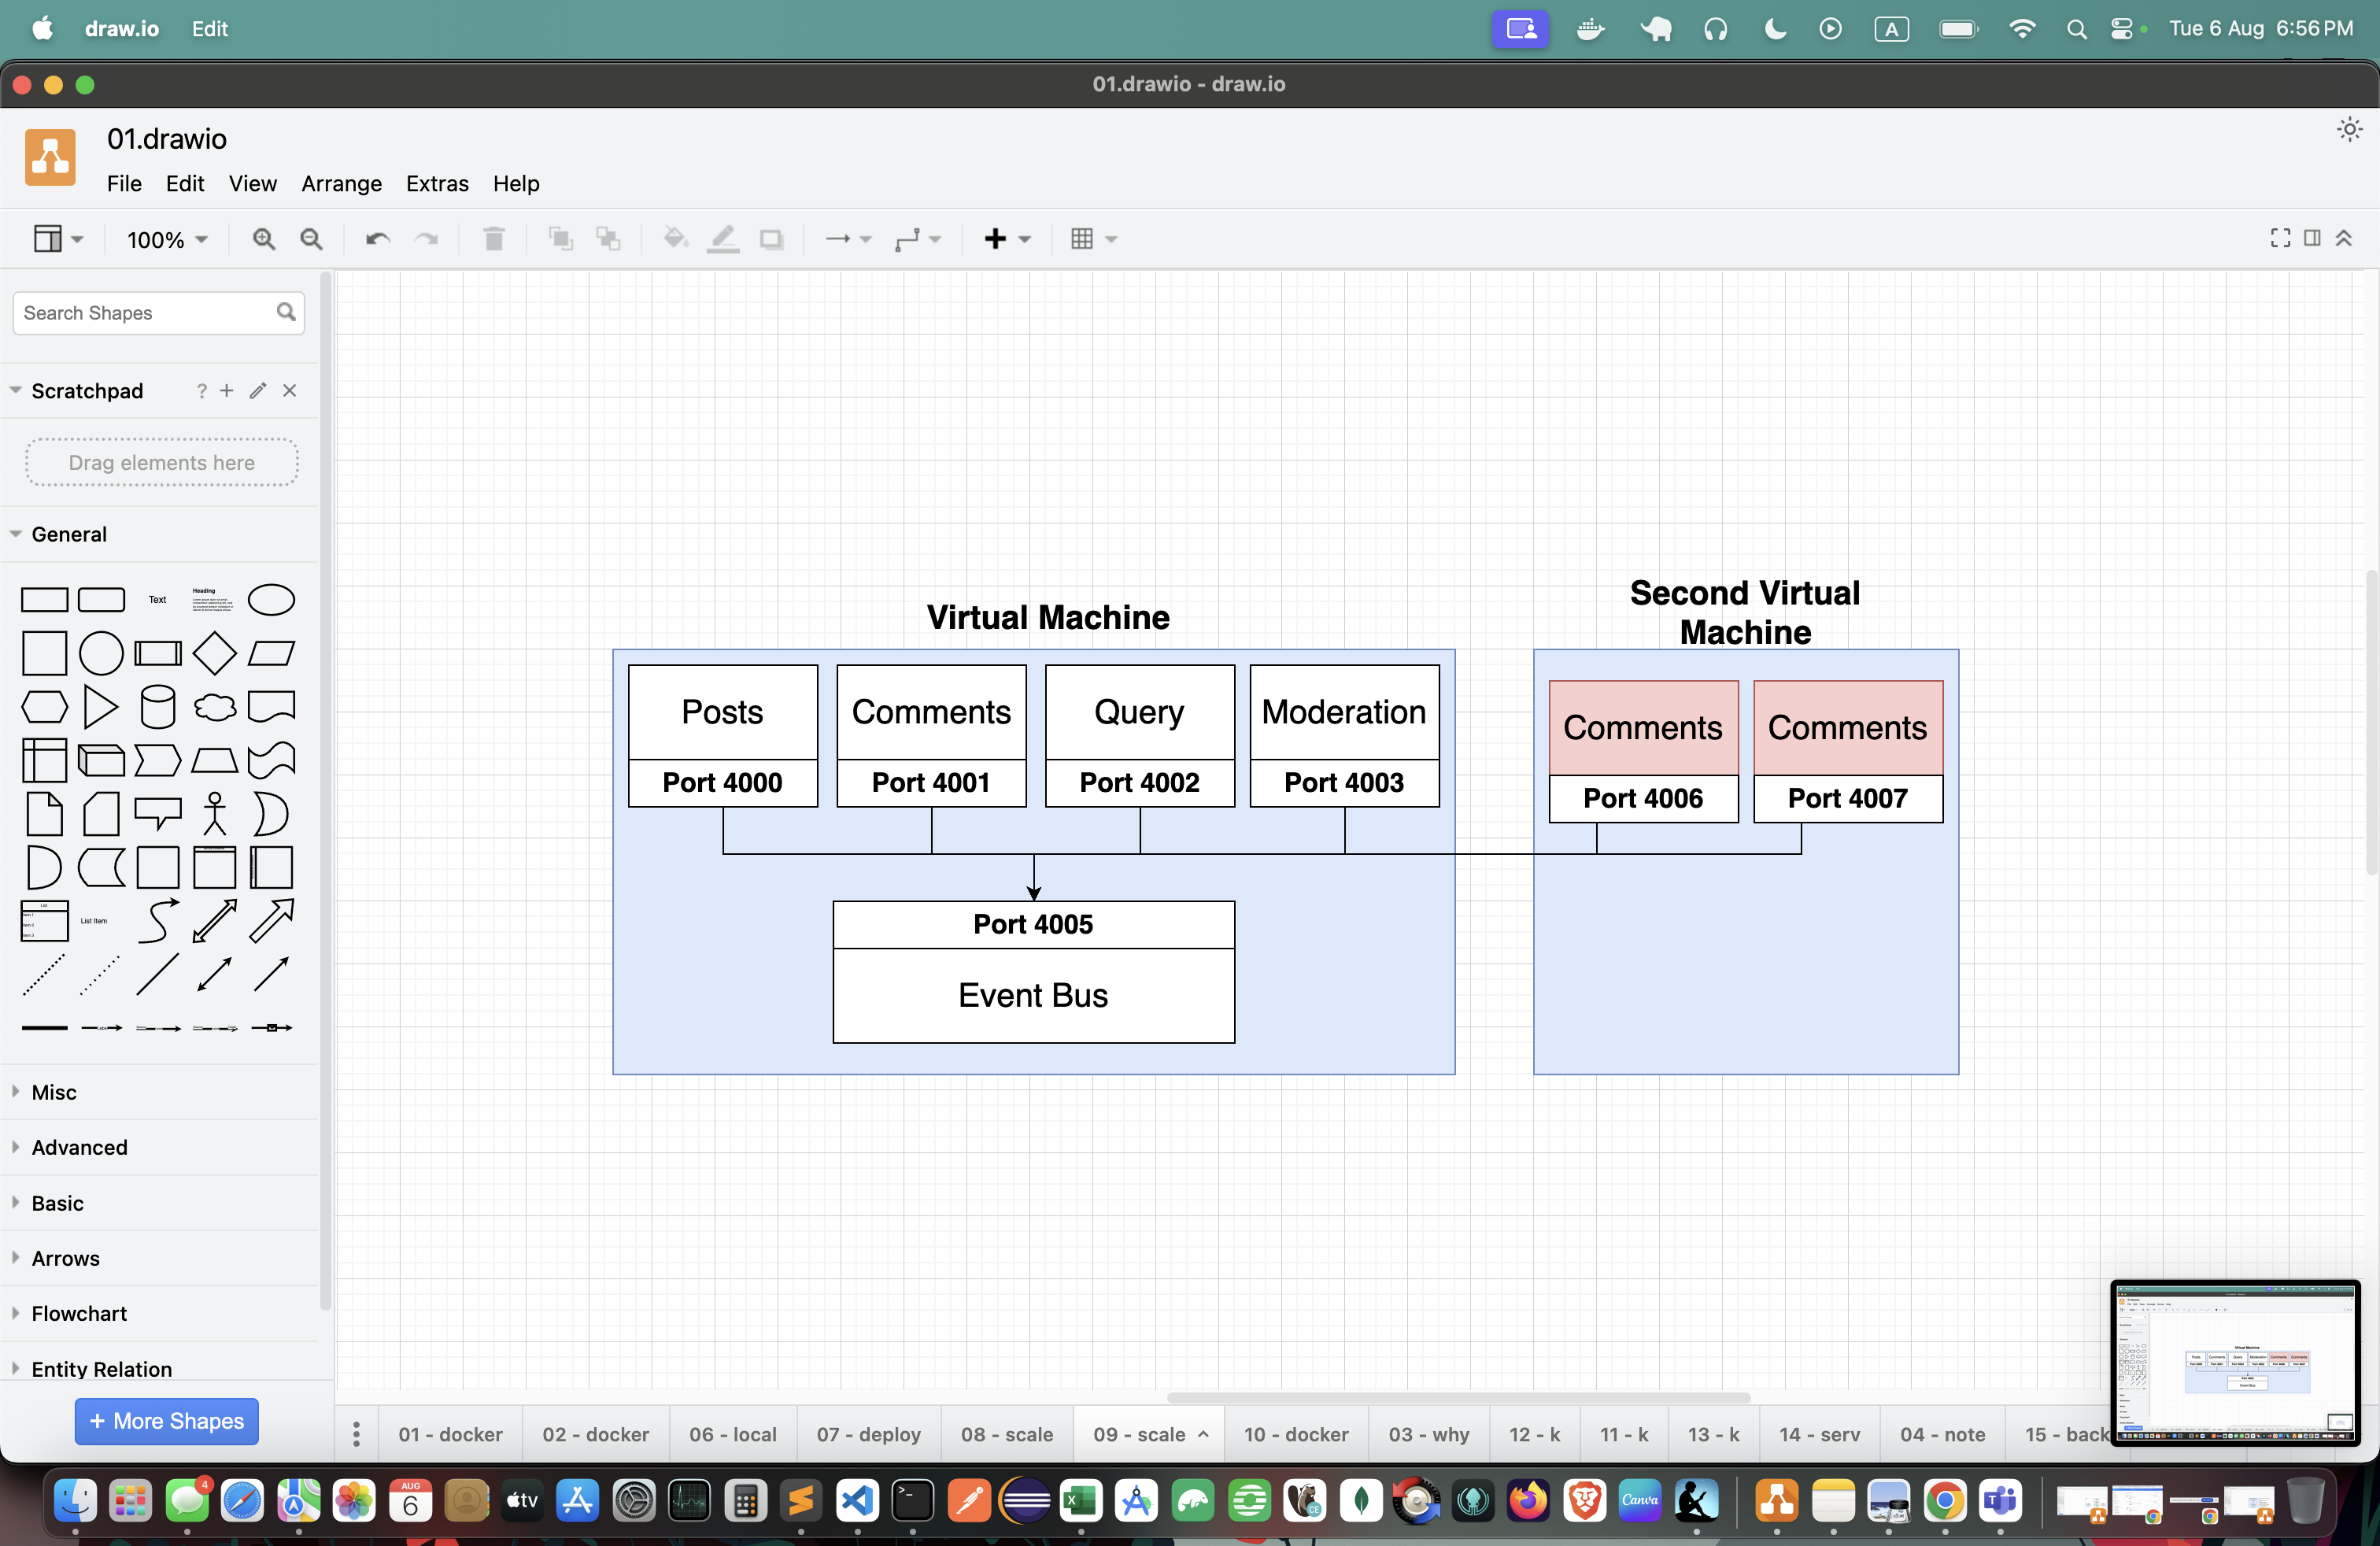 draw.io Edit
A
Tue 6 Aug 6:56 PM
01.drawio - draw.io
01.drawio
File Edit View Arrange Extras Help
100%
Search Shapes
Scratchpad ? + ×
Drag elements here
General
Text
Heading
List
List Item
Misc
Advanced
Basic
Arrows
Flowchart
Entity Relation
+ More Shapes
Virtual Machine
Posts
Port 4000
Comments
Port 4001
Query
Port 4002
Moderation
Port 4003
Port 4005
Event Bus
Second Virtual
Machine
Comments
Port 4006
Comments
Port 4007
01 - docker
02 - docker
06 - local
07 - deploy
08 - scale
09 - scale
10 - docker
03 - why
12 - k
11 - k
13 - k
14 - serv
04 - note
15 - back
4
AUG
6
tv
Canva